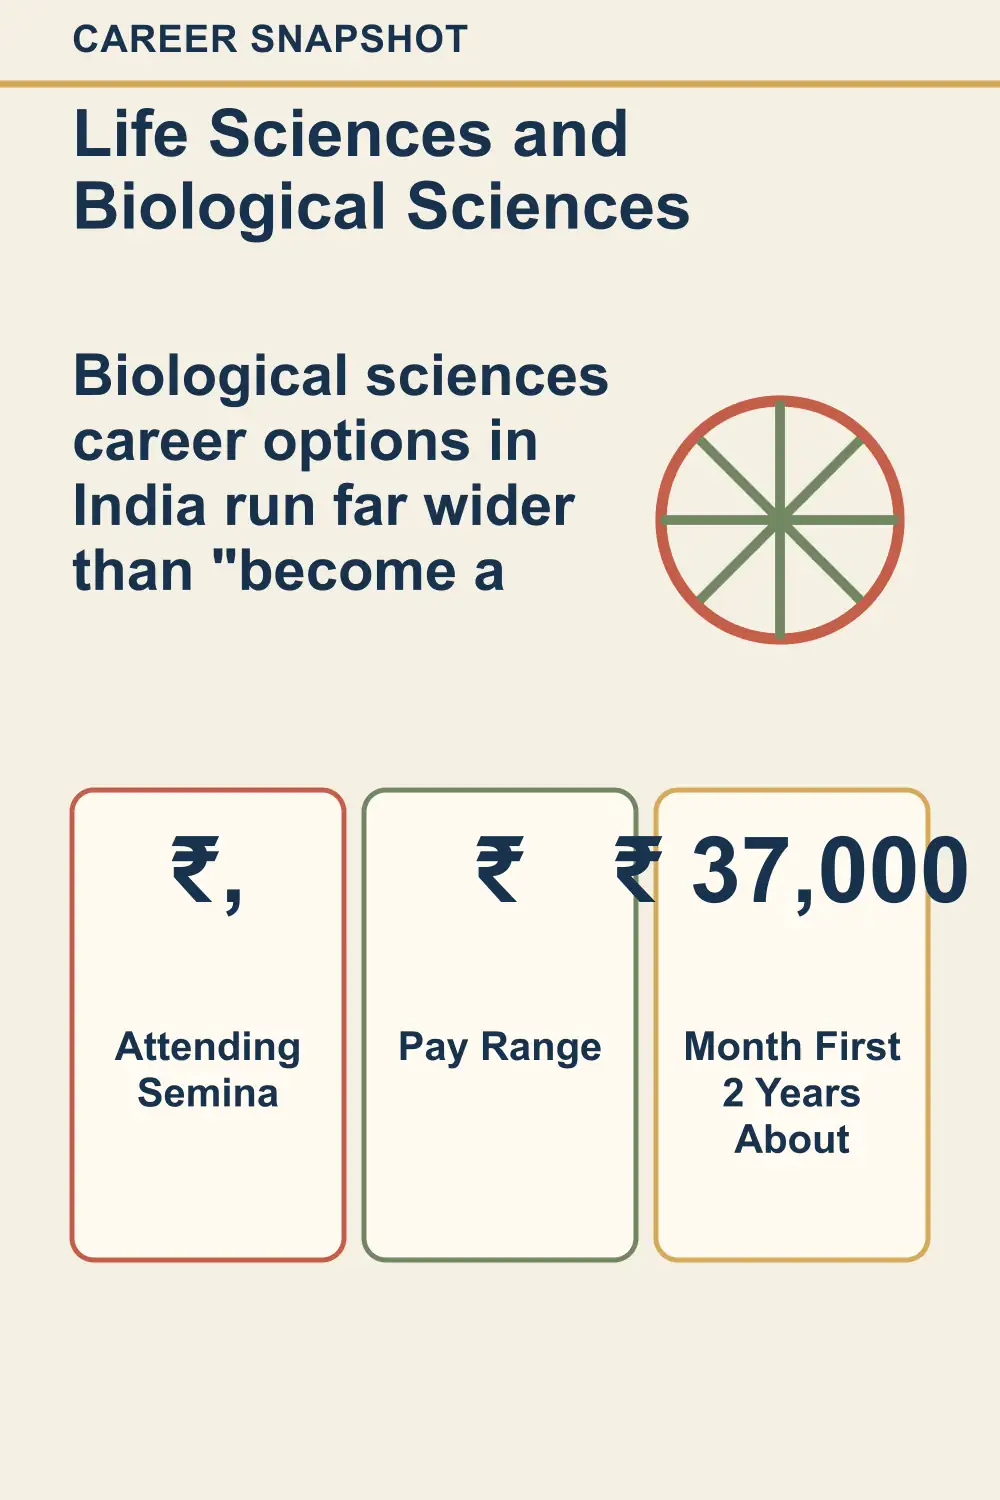 CAREER SNAPSHOT
Life Sciences and
Biological Sciences
Biological sciences
career options in
India run far wider
than "become a
₹,
Attending
Semina
₹
Pay Range
₹ 37,000
Month First
2 Years
About